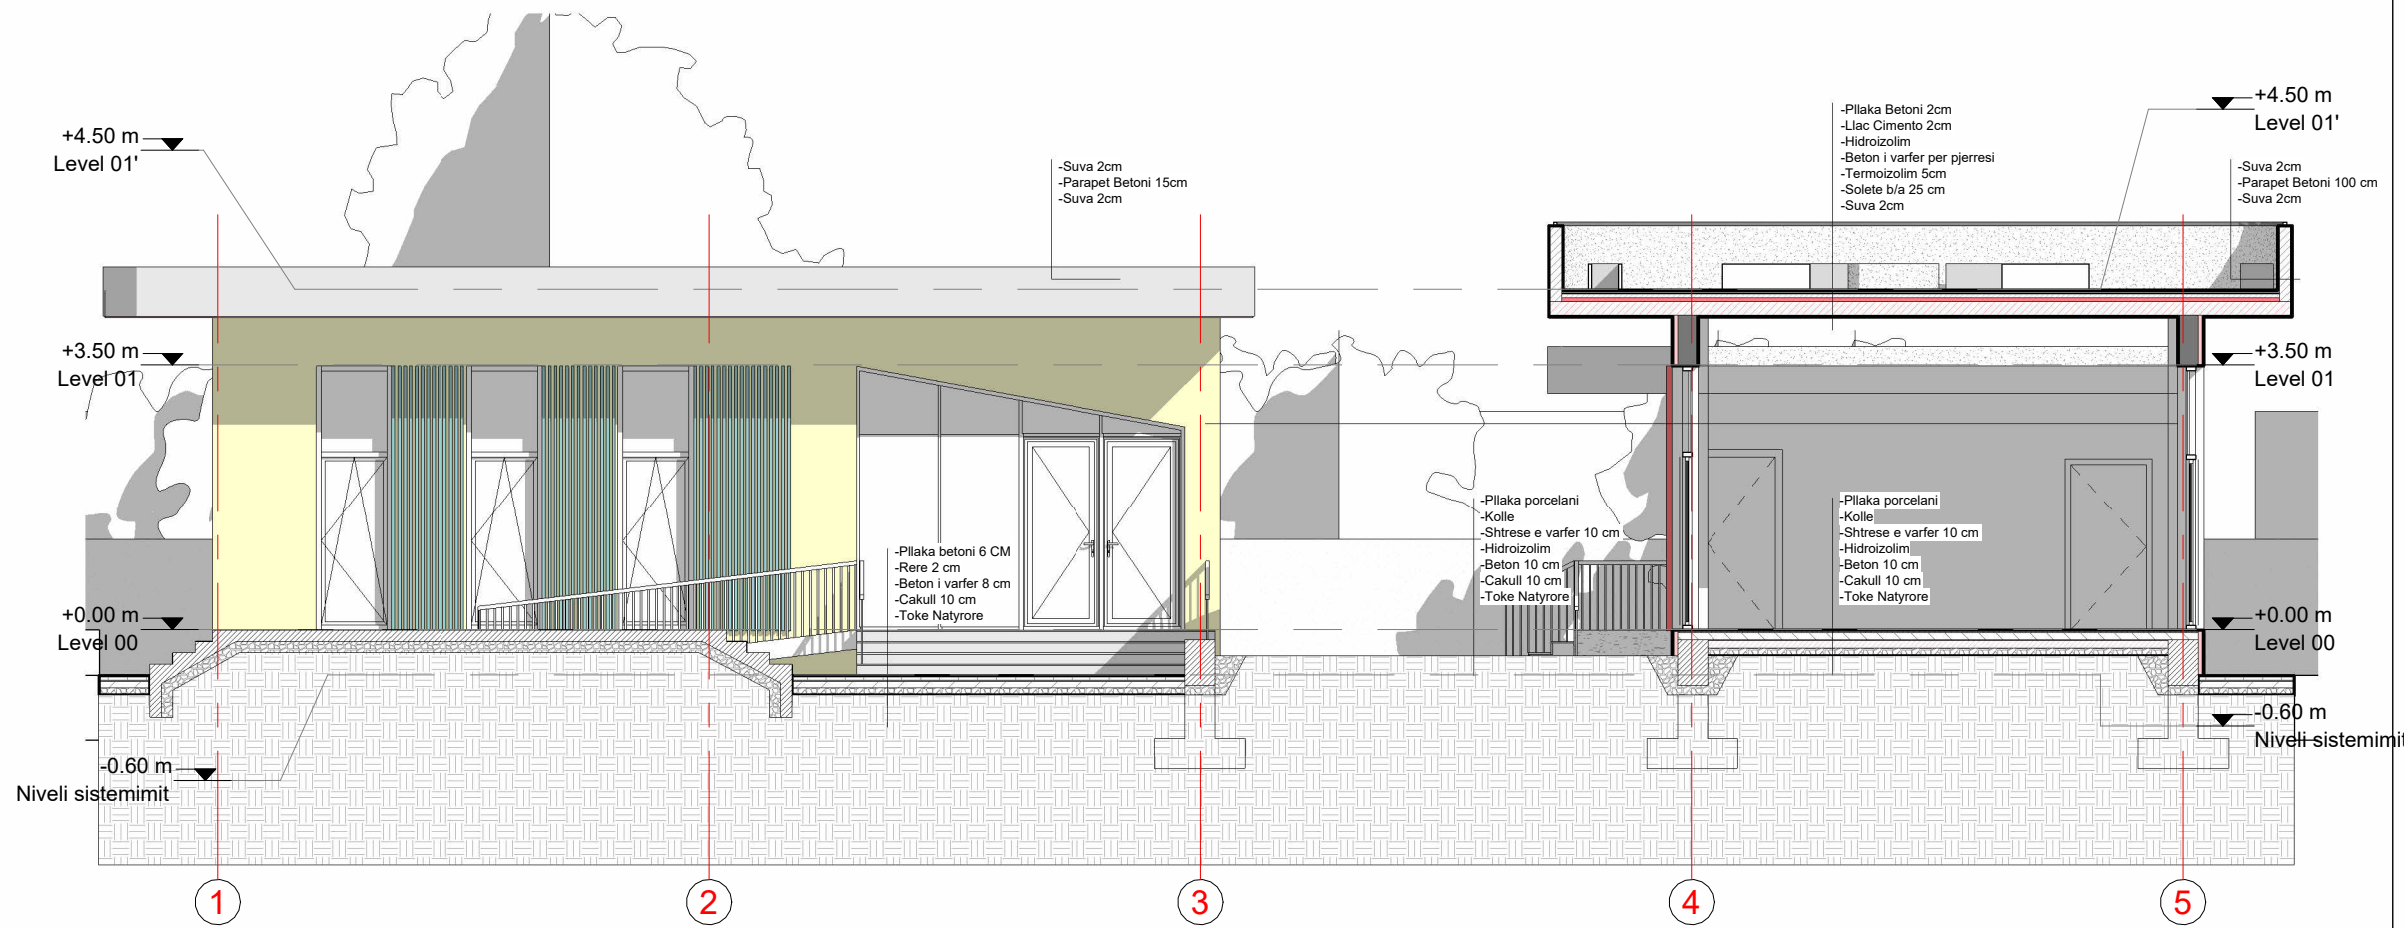 +4.50 m
Level 01'
-Suva 2cm
-Parapet Betoni 15cm
-Suva 2cm
-Pllaka Betoni 2cm
-Llac Cimento 2cm
-Hidroizolim
-Beton i varfer per pjerresi
-Termoizolim 5cm
-Solete b/a 25 cm
-Suva 2cm
+4.50 m
Level 01'
-Suva 2cm
-Parapet Betoni 100 cm
-Suva 2cm
+3.50 m
Level 01
+3.50 m
Level 01
-Pllaka betoni 6 CM
-Rere 2 cm
-Beton i varfer 8 cm
-Cakull 10 cm
-Toke Natyrore
-Pllaka porcelani
-Kolle
-Shtrese e varfer 10 cm
-Hidroizolim
-Beton 10 cm
-Cakull 10 cm
-Toke Natyrore
-Pllaka porcelani
-Kolle
-Shtrese e varfer 10 cm
-Hidroizolim
-Beton 10 cm
-Cakull 10 cm
-Toke Natyrore
+0.00 m
Level 00
+0.00 m
Level 00
-0.60 m
Niveli sistemimit
-0.60 m
Niveli sistemimit
1
2
3
4
5